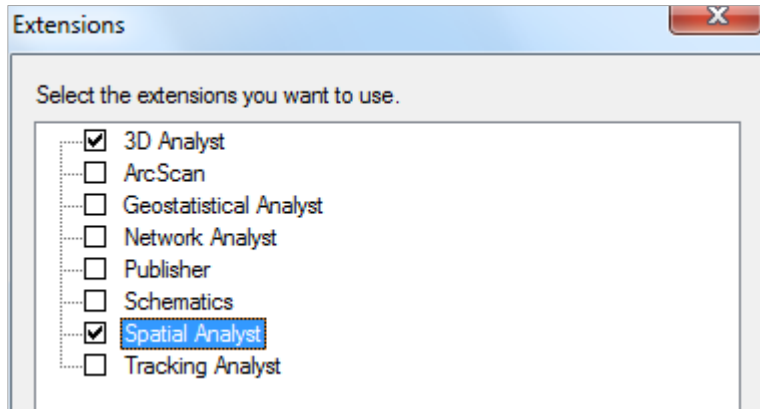 Extensions
Select the extensions you want to use.
3D Analyst
ArcScan
Geostatistical Analyst
Network Analyst
Publisher
Schematics
Spatial Analyst
Tracking Analyst